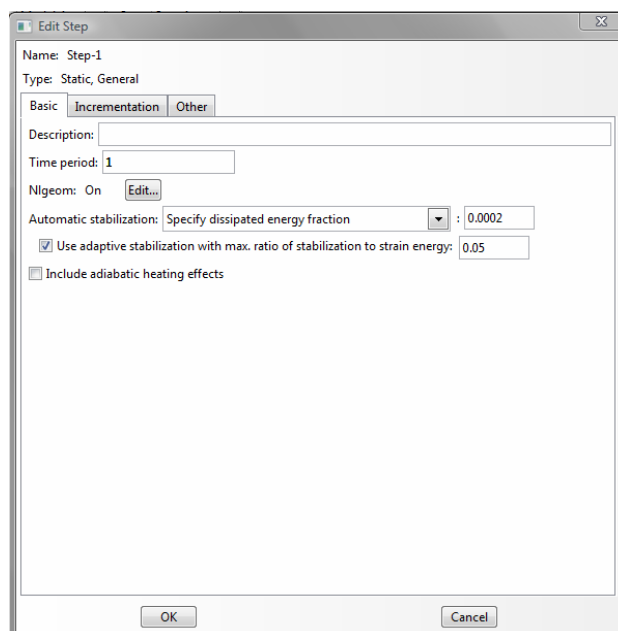 Edit Step
Name: Step-1
Type: Static, General
Basic Incrementation Other
Description:
Time period: 1
Nlgeom: On Edit...
Automatic stabilization: Specify dissipated energy fraction : 0.0002
Use adaptive stabilization with max. ratio of stabilization to strain energy: 0.05
Include adiabatic heating effects
OK Cancel